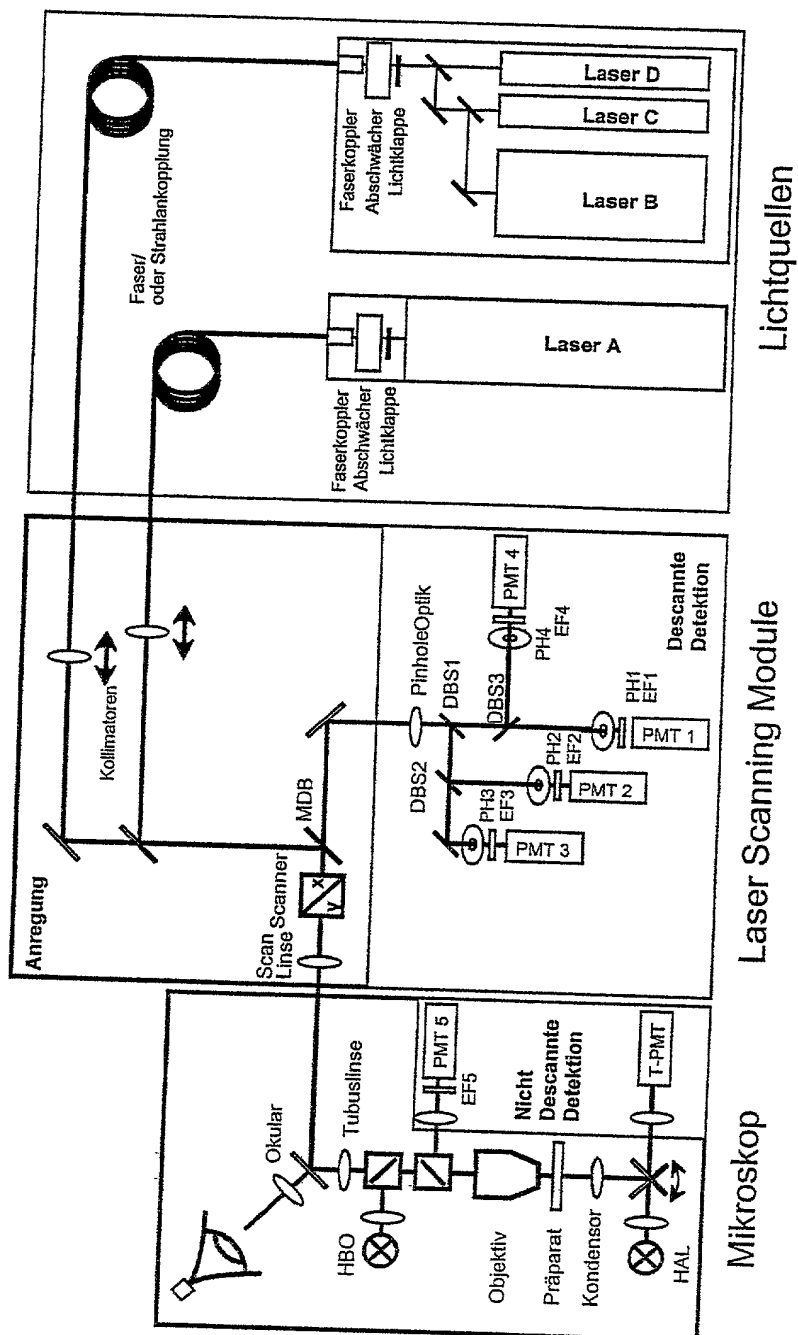 Laser D
Laser C
Laser B
Faserkoppler
Abschwächer
Lichtklappe
Faser/
oder Strahlankopplung
Laser A
Faserkoppler
Abschwächer
Lichtklappe
Lichtquellen
Anregung
Kollimatoren
MDB
Scanner
x
y
Scan
Linse
PinholeOptik
DBS1
DBS2
DBS3
PMT 4
PH4
EF4
PH1
EF1
PMT 1
PH2
EF2
PMT 2
PH3
EF3
PMT 3
Descannte
Detektion
Laser Scanning Module
Okular
Tubuslinse
HBO
PMT 5
EF5
Nicht
Descannte
Detektion
Objektiv
Präparat
Kondensor
T-PMT
HAL
Mikroskop